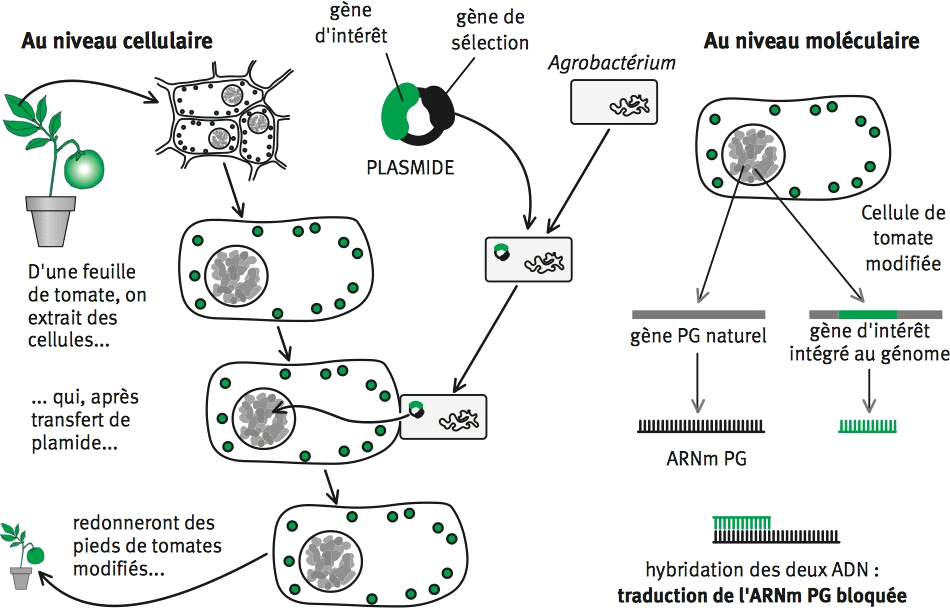 Au niveau cellulaire
gène
d'intérêt
gène de
sélection
PLASMIDE
Agrobactérium
Au niveau moléculaire
D'une feuille
de tomate, on
extrait des
cellules...
... qui, après
transfert de
plamide...
redonneront des
pieds de tomates
modifiés...
Cellule de
tomate
modifiée
gène PG naturel
gène d'intérêt
intégré au génome
ARNm PG
hybridation des deux ADN :
traduction de l'ARNm PG bloquée